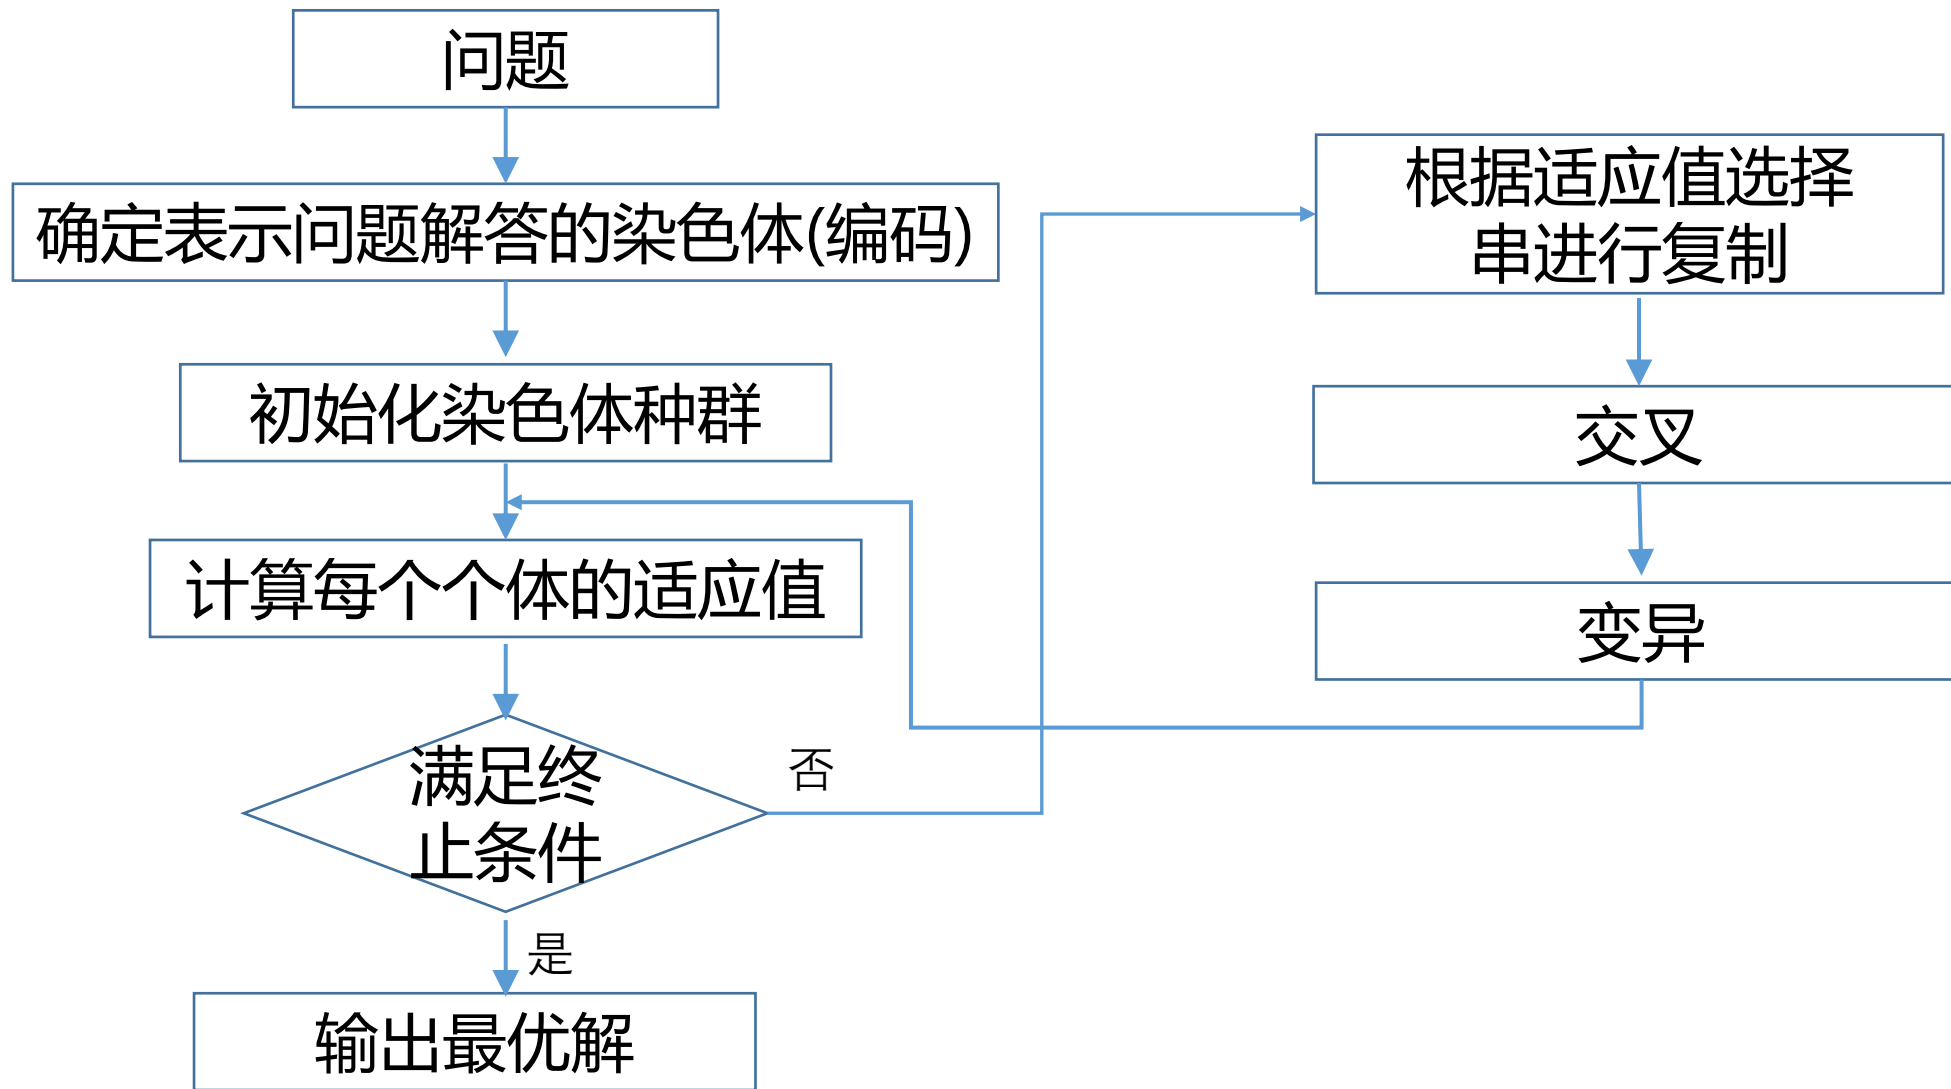 问题
确定表示问题解答的染色体(编码)
初始化染色体种群
计算每个个体的适应值
满足终
止条件
否
是
输出最优解
根据适应值选择
串进行复制
交叉
变异